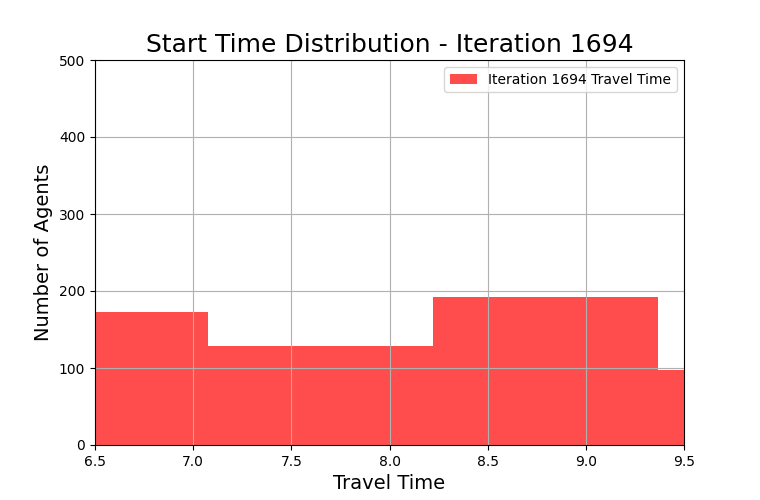 Start Time Distribution - Iteration 1694
Iteration 1694 Travel Time
Number of Agents
500
400
300
200
100
0
6.5 7.0 7.5 8.0 8.5 9.0 9.5
Travel Time